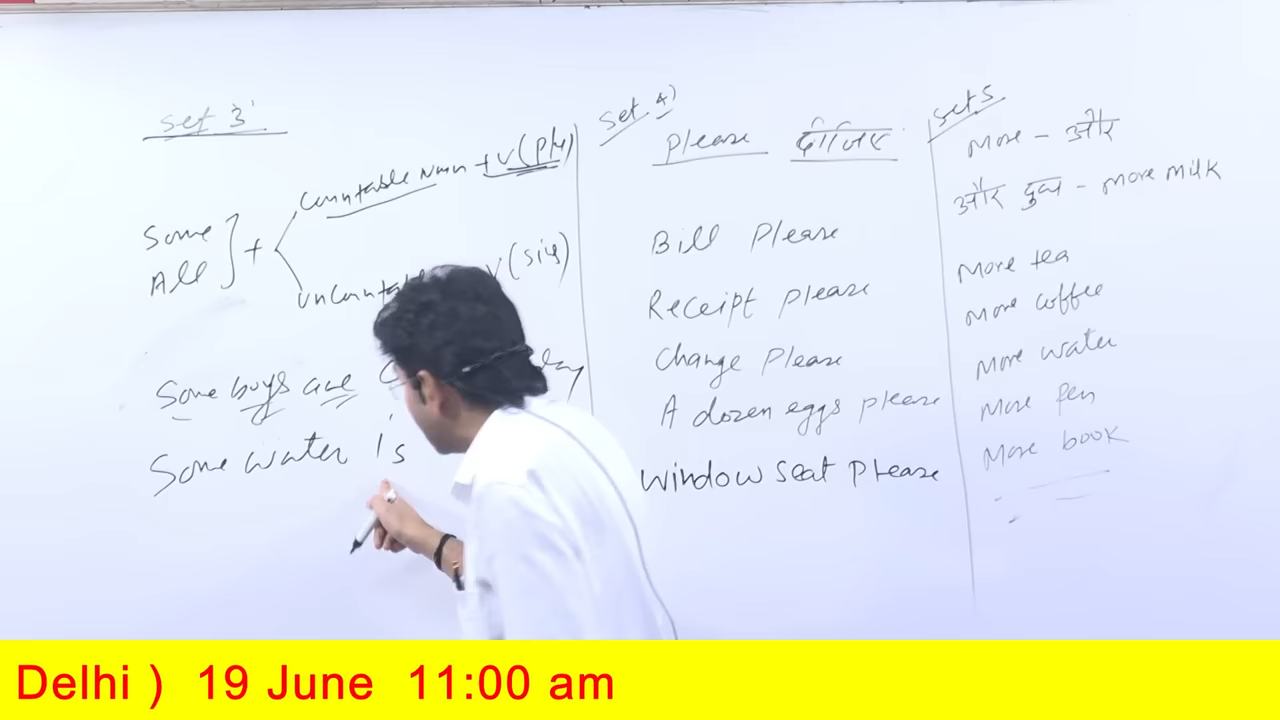 Set 3
Some
All } +
Countable Noun + V(Plu)
V(Sig)
Some boys are
Some water is
Set 4)
Please दीजिए
Bill Please
Receipt please
Change Please
A dozen eggs please
Window seat Please
Set 5
More - और
और दूध - More Milk
More tea
More coffee
More water
More pen
More book
Delhi ) 19 June 11:00 am